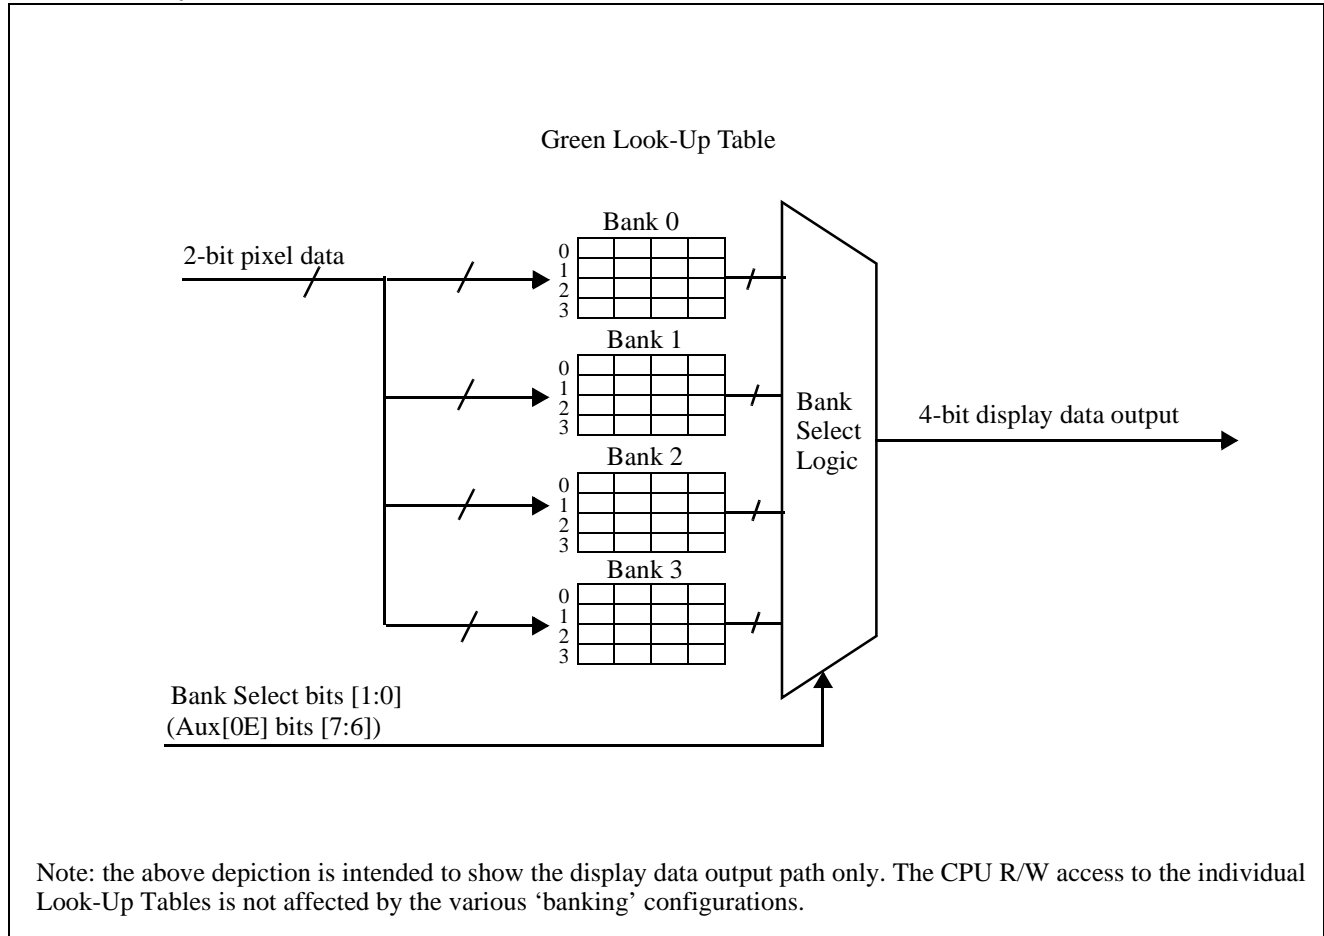 Green Look-Up Table
2-bit pixel data
Bank 0
0
1
2
3
Bank 1
0
1
2
3
Bank 2
0
1
2
3
Bank 3
0
1
2
3
Bank
Select
Logic
4-bit display data output
Bank Select bits [1:0]
(Aux[0E] bits [7:6])
Note: the above depiction is intended to show the display data output path only. The CPU R/W access to the individual
Look-Up Tables is not affected by the various ‘banking’ configurations.